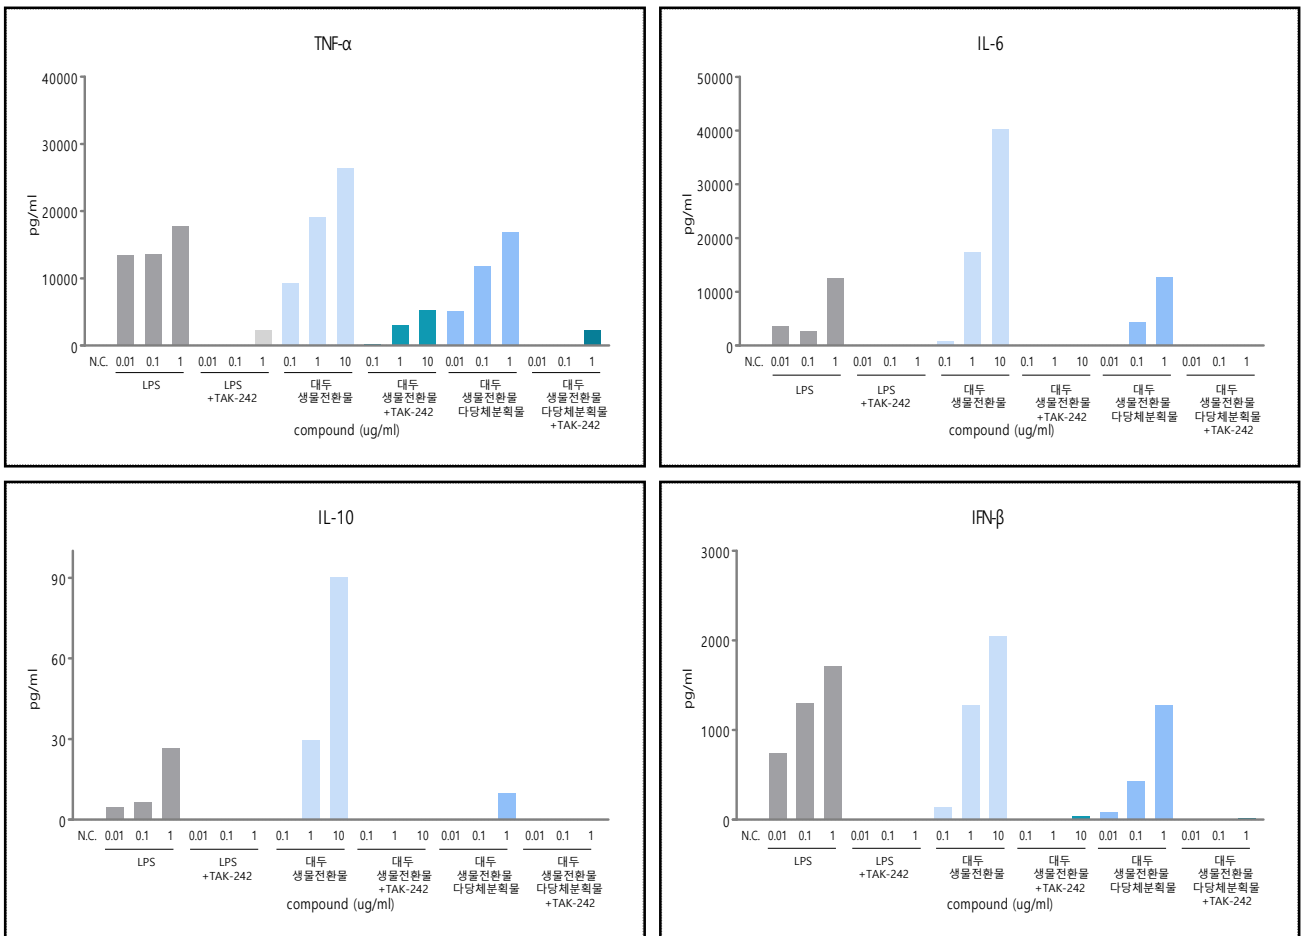 TNF-α
40000
30000
20000
10000
0
pg/ml
N.C. 0.01 0.1 1 0.01 0.1 1 0.1 1 10 0.1 1 10 0.01 0.1 1 0.01 0.1 1
LPS
LPS
+TAK-242
대두
생물전환물
대두
생물전환물
+TAK-242
대두
생물전환물
다당체분획물
대두
생물전환물
다당체분획물
+TAK-242
compound (ug/ml)
IL-6
50000
40000
30000
20000
10000
0
pg/ml
N.C. 0.01 0.1 1 0.01 0.1 1 0.1 1 10 0.1 1 10 0.01 0.1 1 0.01 0.1 1
LPS
LPS
+TAK-242
대두
생물전환물
대두
생물전환물
+TAK-242
대두
생물전환물
다당체분획물
대두
생물전환물
다당체분획물
+TAK-242
compound (ug/ml)
IL-10
90
60
30
0
pg/ml
N.C. 0.01 0.1 1 0.01 0.1 1 0.1 1 10 0.1 1 10 0.01 0.1 1 0.01 0.1 1
LPS
LPS
+TAK-242
대두
생물전환물
대두
생물전환물
+TAK-242
대두
생물전환물
다당체분획물
대두
생물전환물
다당체분획물
+TAK-242
compound (ug/ml)
IFN-β
3000
2000
1000
0
pg/ml
N.C. 0.01 0.1 1 0.01 0.1 1 0.1 1 10 0.1 1 10 0.01 0.1 1 0.01 0.1 1
LPS
LPS
+TAK-242
대두
생물전환물
대두
생물전환물
+TAK-242
대두
생물전환물
다당체분획물
대두
생물전환물
다당체분획물
+TAK-242
compound (ug/ml)